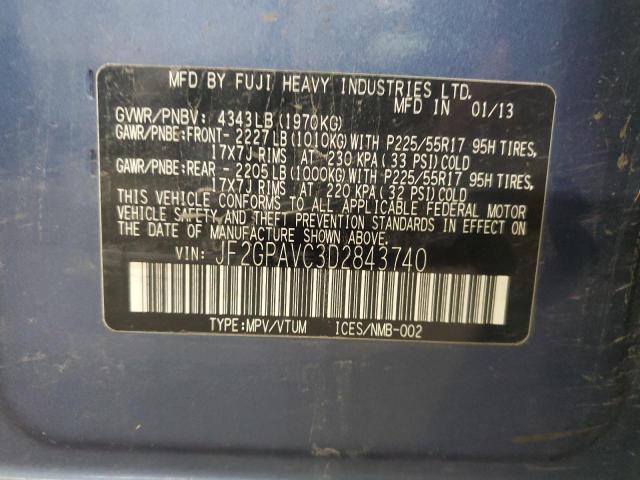 MFD BY FUJI HEAVY INDUSTRIES LTD.
MFD IN 01/13
GVWR/PNBV: 4343LB(1970KG)
GAWR/PNBE:FRONT- 2227LB(1010KG)WITH P225/55R17 95H TIRES,
17X7J RIMS AT 230 KPA(33 PSI)COLD
GAWR/PNBE:REAR - 2205LB(1000KG)WITH P225/55R17 95H TIRES,
17X7J RIMS AT 220 KPA(32 PSI)COLD
THIS VEHICLE CONFORMS TO ALL APPLICABLE FEDERAL MOTOR
VEHICLE SAFETY AND THEFT PREVENTION STANDARDS IN EFFECT ON
THE DATE OF MANUFACTURE SHOWN ABOVE.
VIN: JF2GPAVC3D2843740
TYPE:MPV/VTUM ICES/NMB-002